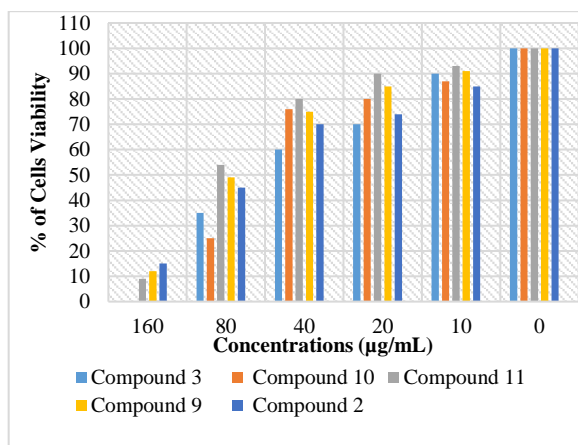 110
100
90
80
70
60
50
40
30
20
10
0
% of Cells Viability
160 80 40 20 10 0
Concentrations (µg/mL)
Compound 3 Compound 10 Compound 11
Compound 9 Compound 2